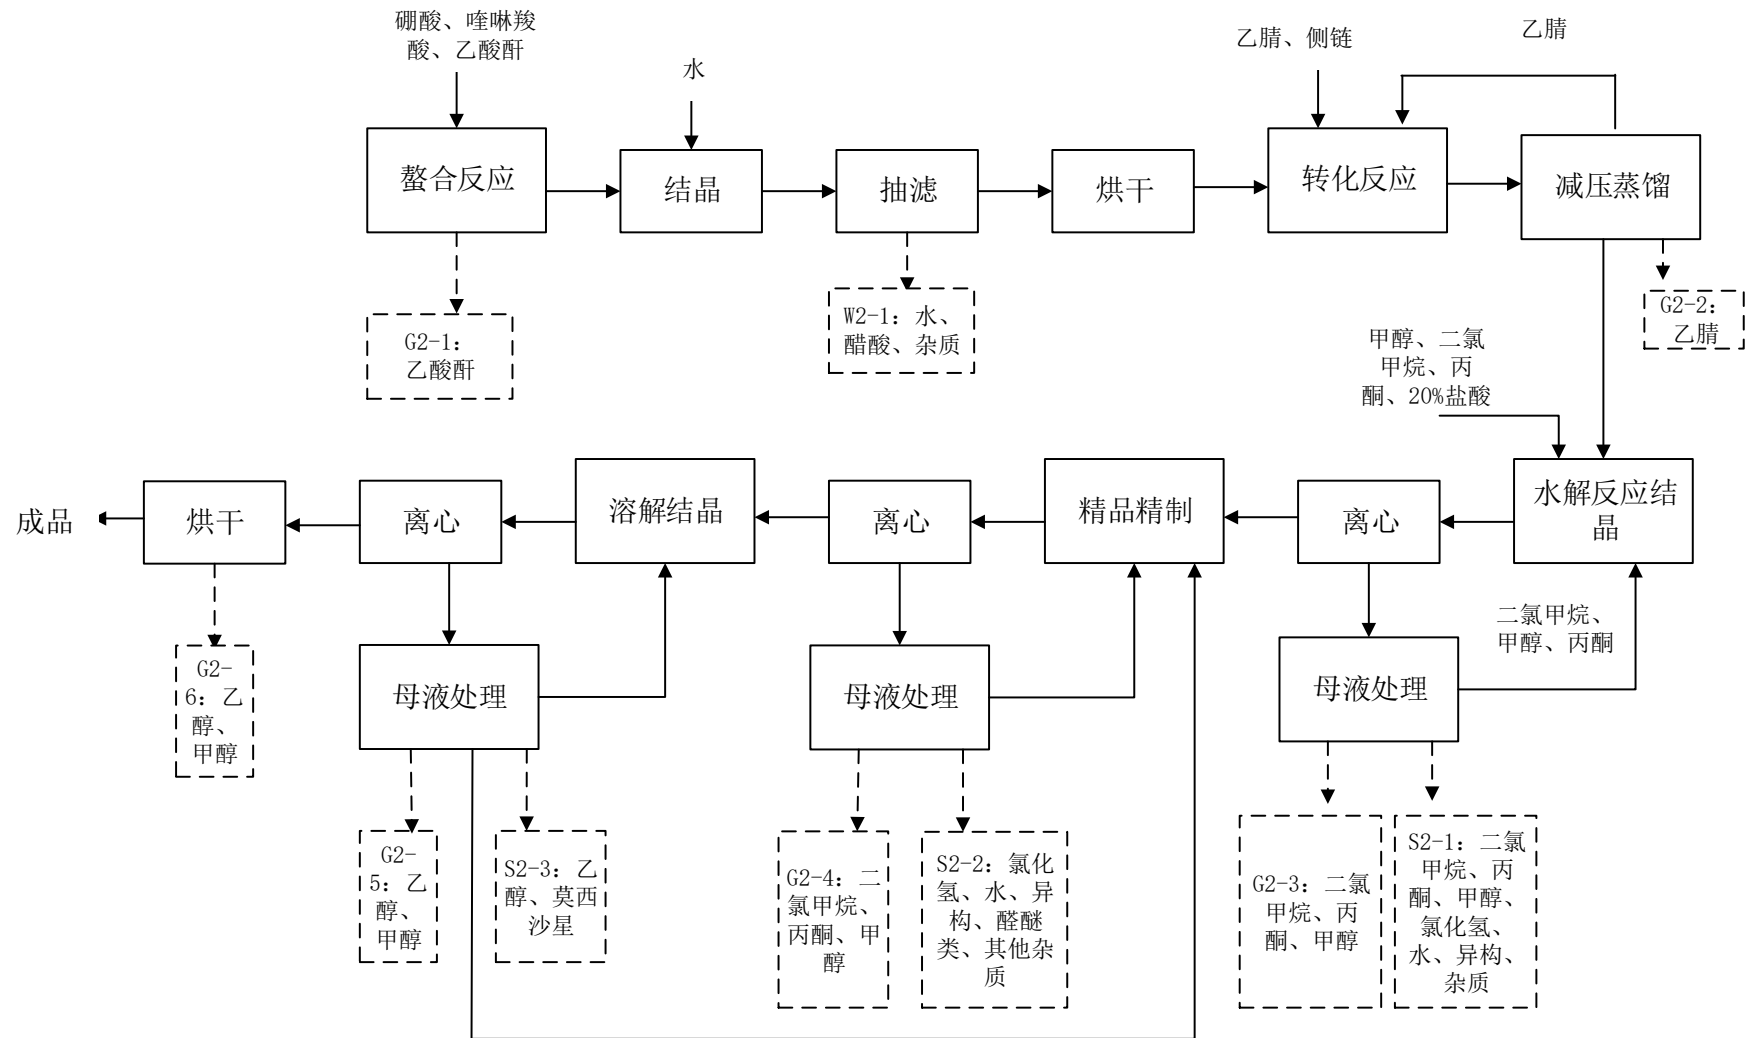 硼酸、喹啉羧
酸、乙酸酐
水
乙腈、侧链
乙腈
螯合反应
结晶
抽滤
烘干
转化反应
减压蒸馏
G2-1：
乙酸酐
W2-1：水、
醋酸、杂质
G2-2：
乙腈
甲醇、二氯
甲烷、丙
酮、20%盐酸
成品
烘干
离心
溶解结晶
离心
精品精制
离心
水解反应结
晶
二氯甲烷、
甲醇、丙酮
母液处理
母液处理
母液处理
G2-
6：乙
醇、
甲醇
G2-
5：乙
醇、
甲醇
S2-3：乙
醇、莫西
沙星
G2-4：二
氯甲烷、
丙酮、甲
醇
S2-2：氯化
氢、水、异
构、醛醚
类、其他杂
质
G2-3：二氯
甲烷、丙
酮、甲醇
S2-1：二氯
甲烷、丙
酮、甲醇、
氯化氢、
水、异构、
杂质